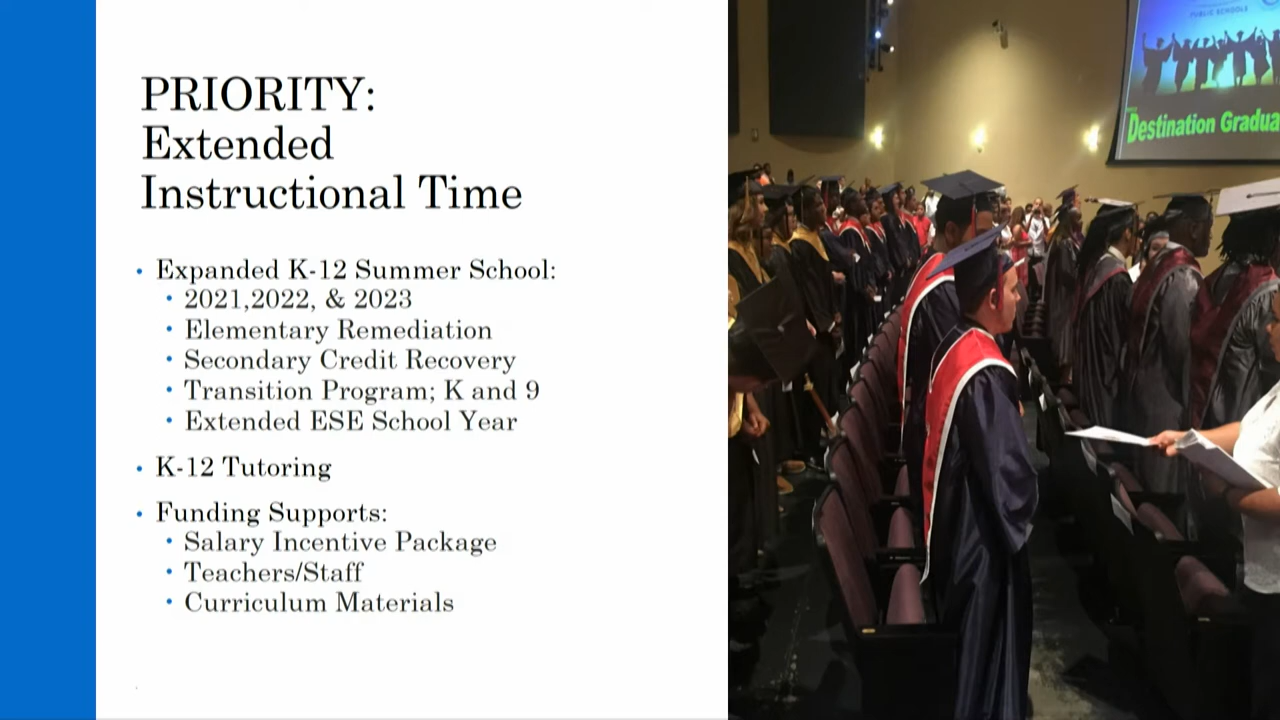 PRIORITY:
Extended
Instructional Time
• Expanded K-12 Summer School:
• 2021,2022, & 2023
• Elementary Remediation
• Secondary Credit Recovery
• Transition Program; K and 9
• Extended ESE School Year
• K-12 Tutoring
• Funding Supports:
• Salary Incentive Package
• Teachers/Staff
• Curriculum Materials
PUBLIC SCHOOLS
Destination Gradua